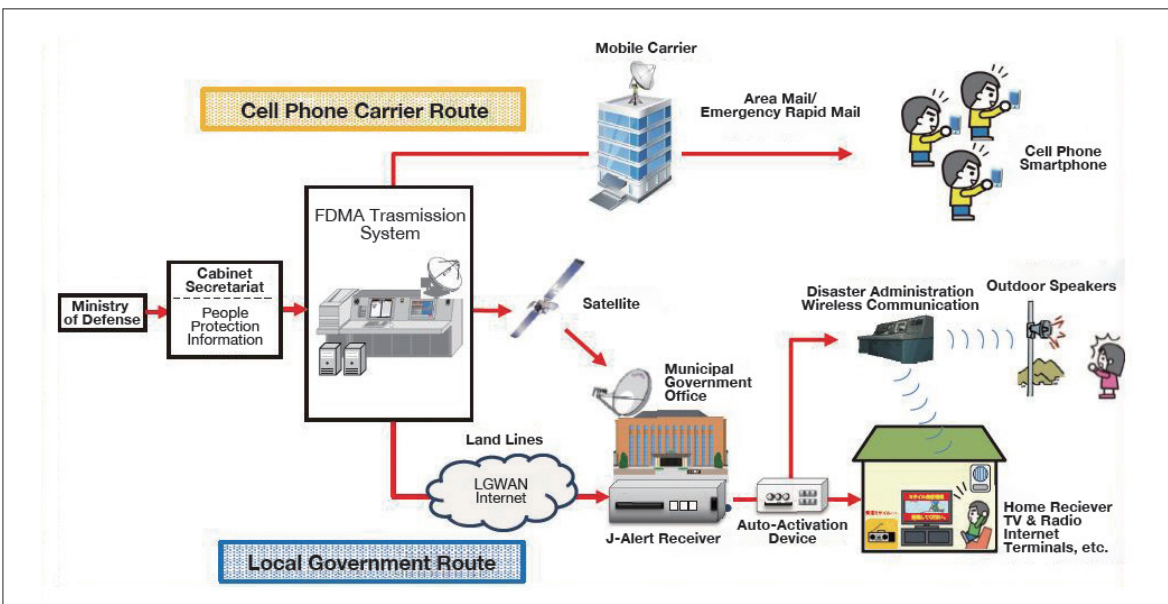 Mobile Carrier
Cell Phone Carrier Route
Area Mail/
Emergency Rapid Mail
Cell Phone
Smartphone
FDMA Trasmission
System
Cabinet
Secretariat
People
Protection
Information
Ministry
of Defense
Satellite
Disaster Administration
Wireless Communication
Outdoor Speakers
Municipal
Government
Office
Land Lines
LGWAN
Internet
J-Alert Receiver
Auto-Activation
Device
Home Reciever
TV & Radio
Internet
Terminals, etc.
Local Government Route